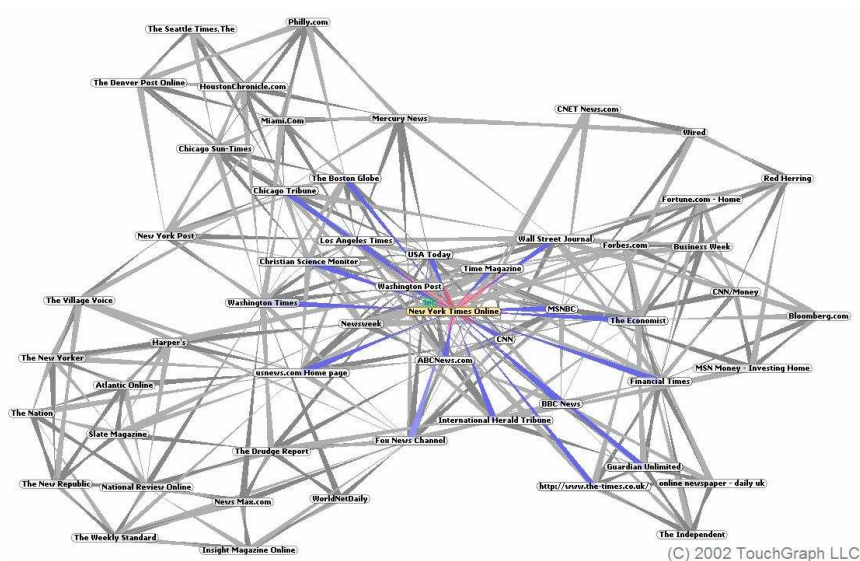 Philly.com
The Seattle Times,The
The Denver Post Online
HoustonChronicle.com
CNET News.com
Miami.Com
Mercury News
Wired
Chicago Sun-Times
The Boston Globe
Red Herring
Chicago Tribune
Fortune.com - Home
New York Post
Los Angeles Times
Wall Street Journal
Forbes.com
Business Week
USA Today
Christian Science Monitor
Time Magazine
Washington Post
CNN/Money
The Village Voice
Washington Times
New York Times Online
MSNBC
The Economist
Bloomberg.com
Newsweek
Harper's
CNN
The New Yorker
ABCNews.com
MSN Money - Investing Home
usnews.com Home page
Atlantic Online
Financial Times
BBC News
The Nation
International Herald Tribune
Slate Magazine
Fox News Channel
The Drudge Report
Guardian Unlimited
The New Republic
National Review Online
http://www.the-times.co.uk/
online newspaper - daily uk
News Max.com
WorldNetDaily
The Weekly Standard
The Independent
Insight Magazine Online
(C) 2002 TouchGraph LLC